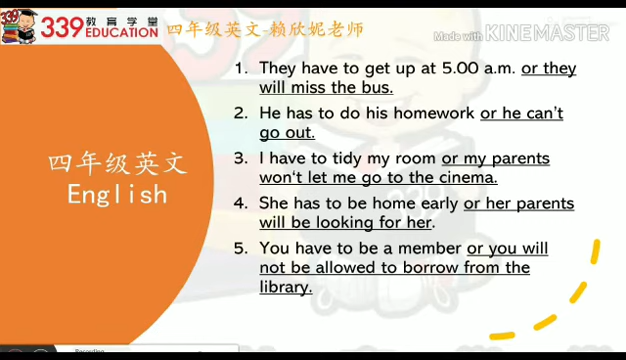 339 教育学堂
EDUCATION
四年级英文-赖欣妮老师
Made with KINEMASTER
1. They have to get up at 5.00 a.m. or they
will miss the bus.
2. He has to do his homework or he can't
go out.
3. I have to tidy my room or my parents
won't let me go to the cinema.
4. She has to be home early or her parents
will be looking for her.
5. You have to be a member or you will
not be allowed to borrow from the
library.
四年级英文
English